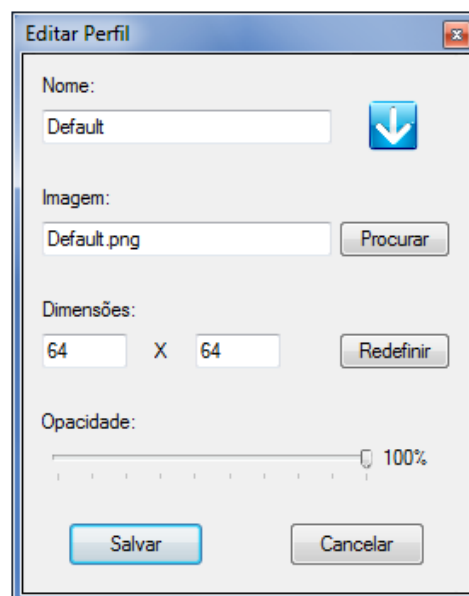 Editar Perfil
Nome:
Default
Imagem:
Default.png
Procurar
Dimensões:
64 X 64
Redefinir
Opacidade:
100%
Salvar
Cancelar